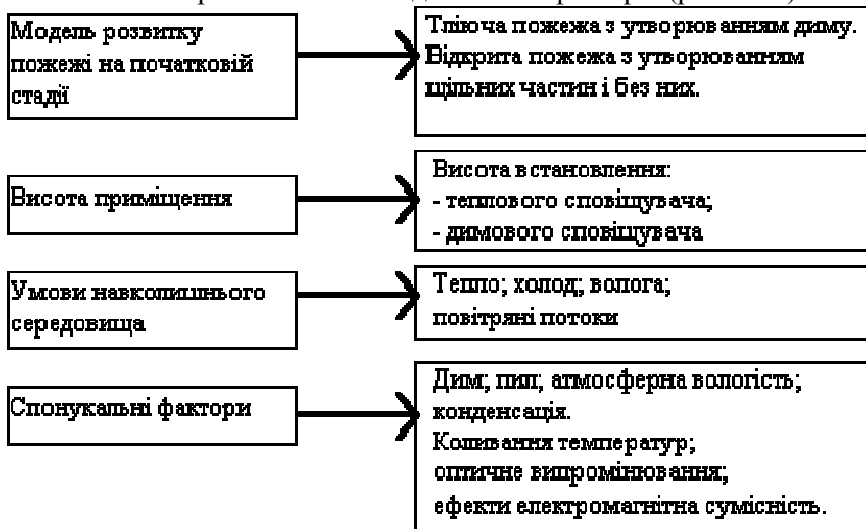 Модель розвитку
пожежі на початковій
стадії
Тліюча пожежа з утворюванням диму.
Відкрита пожежа з утворюванням
щільних частин і без них.
Висота приміщення
Висота встановлення:
- теплового сповіщувача;
- димового сповіщувача
Умови навколишнього
середовища
Тепло; холод; волога;
повітряні потоки
Спонукальні фактори
Дим; пил; атмосферна вологість;
конденсація.
Коливання температур;
оптичне випромінювання;
ефекти електромагнітна сумісність.